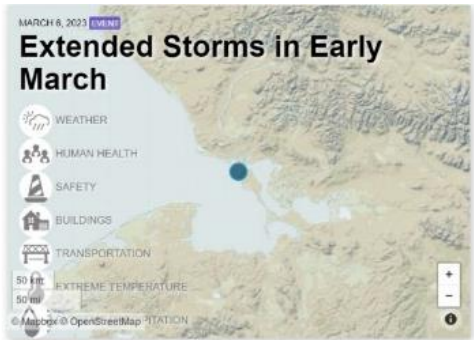 MARCH 6, 2023 EVENT
Extended Storms in Early
March
WEATHER
HUMAN HEALTH
SAFETY
BUILDINGS
TRANSPORTATION
50 km
EXTREME TEMPERATURE
50 mi
© Mapbox © OpenStreetMap
+
−